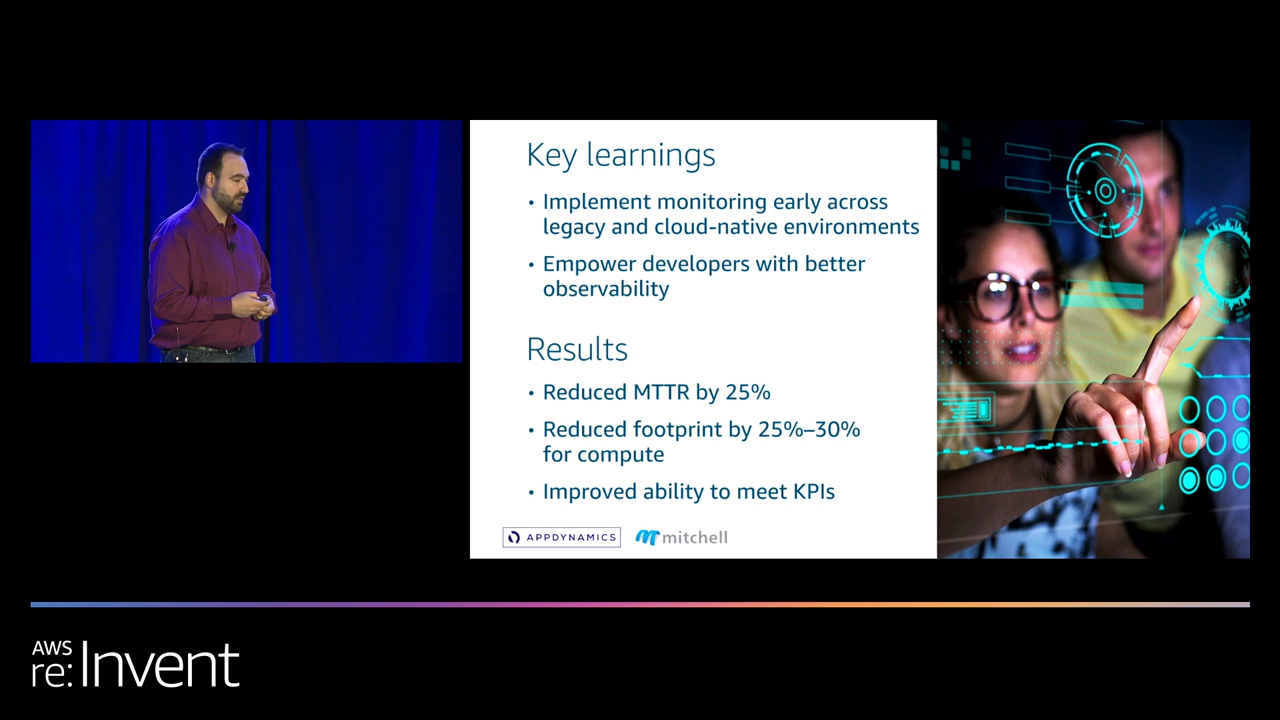 Key learnings
• Implement monitoring early across
legacy and cloud-native environments
• Empower developers with better
observability
Results
• Reduced MTTR by 25%
• Reduced footprint by 25%–30%
for compute
• Improved ability to meet KPIs
APPDYNAMICS
mitchell
AWS
re:Invent